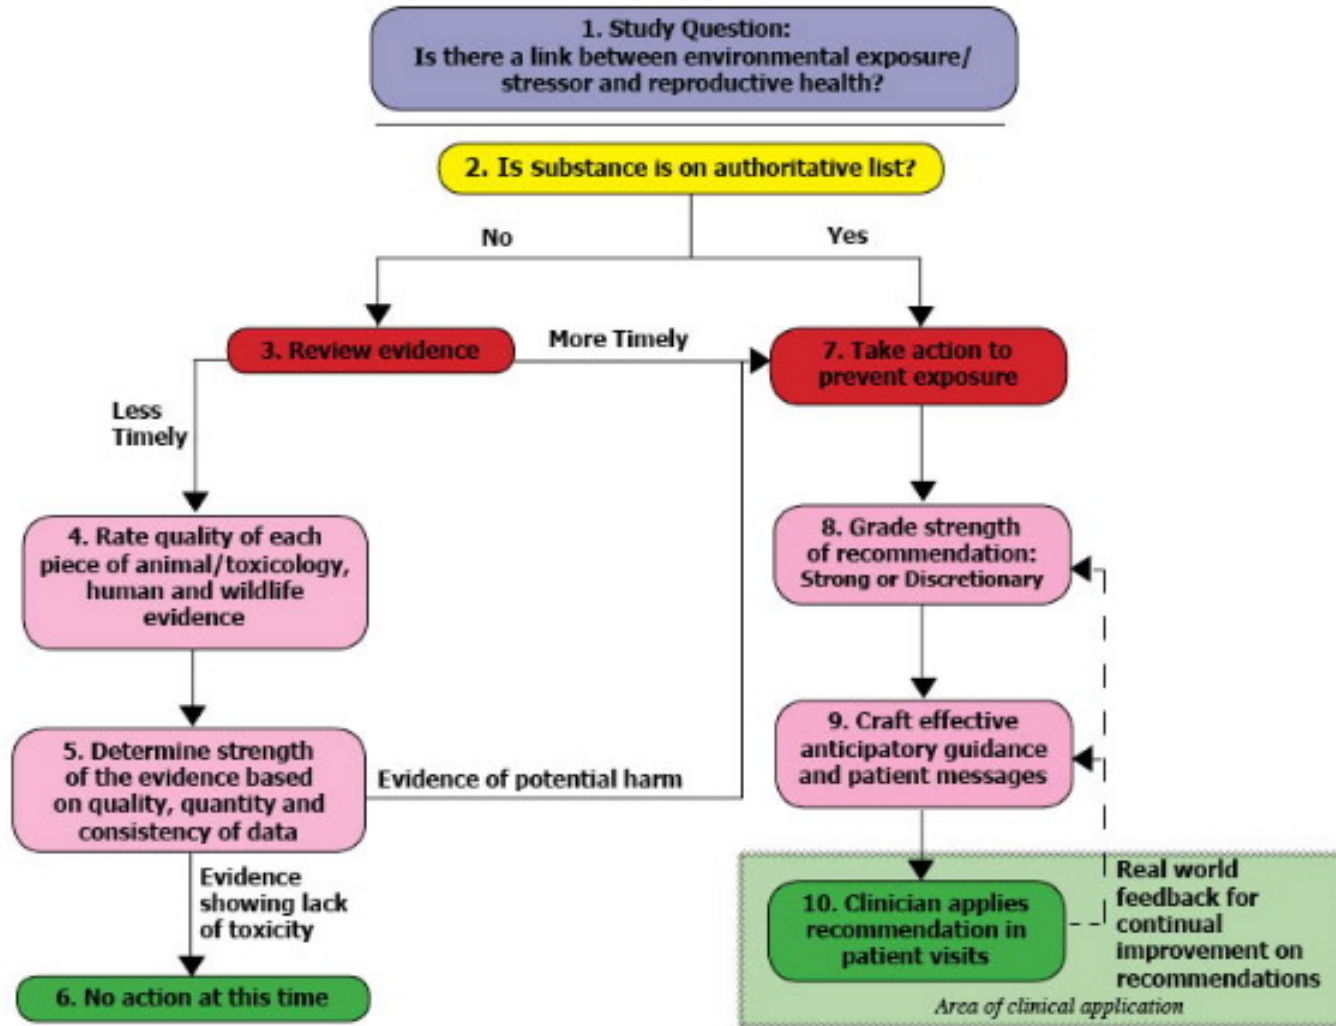 1. Study Question:
Is there a link between environmental exposure/
stressor and reproductive health?
2. Is substance is on authoritative list?
No
Yes
3. Review evidence
More Timely
7. Take action to
prevent exposure
Less
Timely
4. Rate quality of each
piece of animal/toxicology,
human and wildlife
evidence
8. Grade strength
of recommendation:
Strong or Discretionary
5. Determine strength
of the evidence based
on quality, quantity and
consistency of data
Evidence of potential harm
9. Craft effective
anticipatory guidance
and patient messages
Evidence
showing lack
of toxicity
6. No action at this time
10. Clinician applies
recommendation in
patient visits
Real world
feedback for
continual
improvement on
recommendations
Area of clinical application